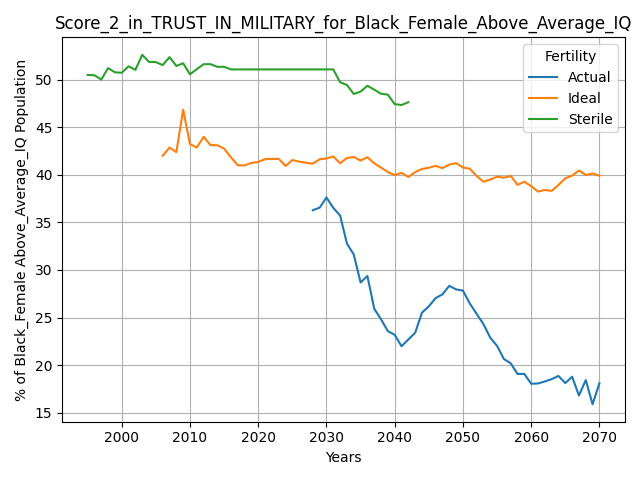 Score_2_in_TRUST_IN_MILITARY_for_Black_Female_Above_Average_IQ
Fertility
Actual
Ideal
Sterile
% of Black_Female Above_Average_IQ Population
50
45
40
35
30
25
20
15
2000
2010
2020
2030
2040
2050
2060
2070
Years